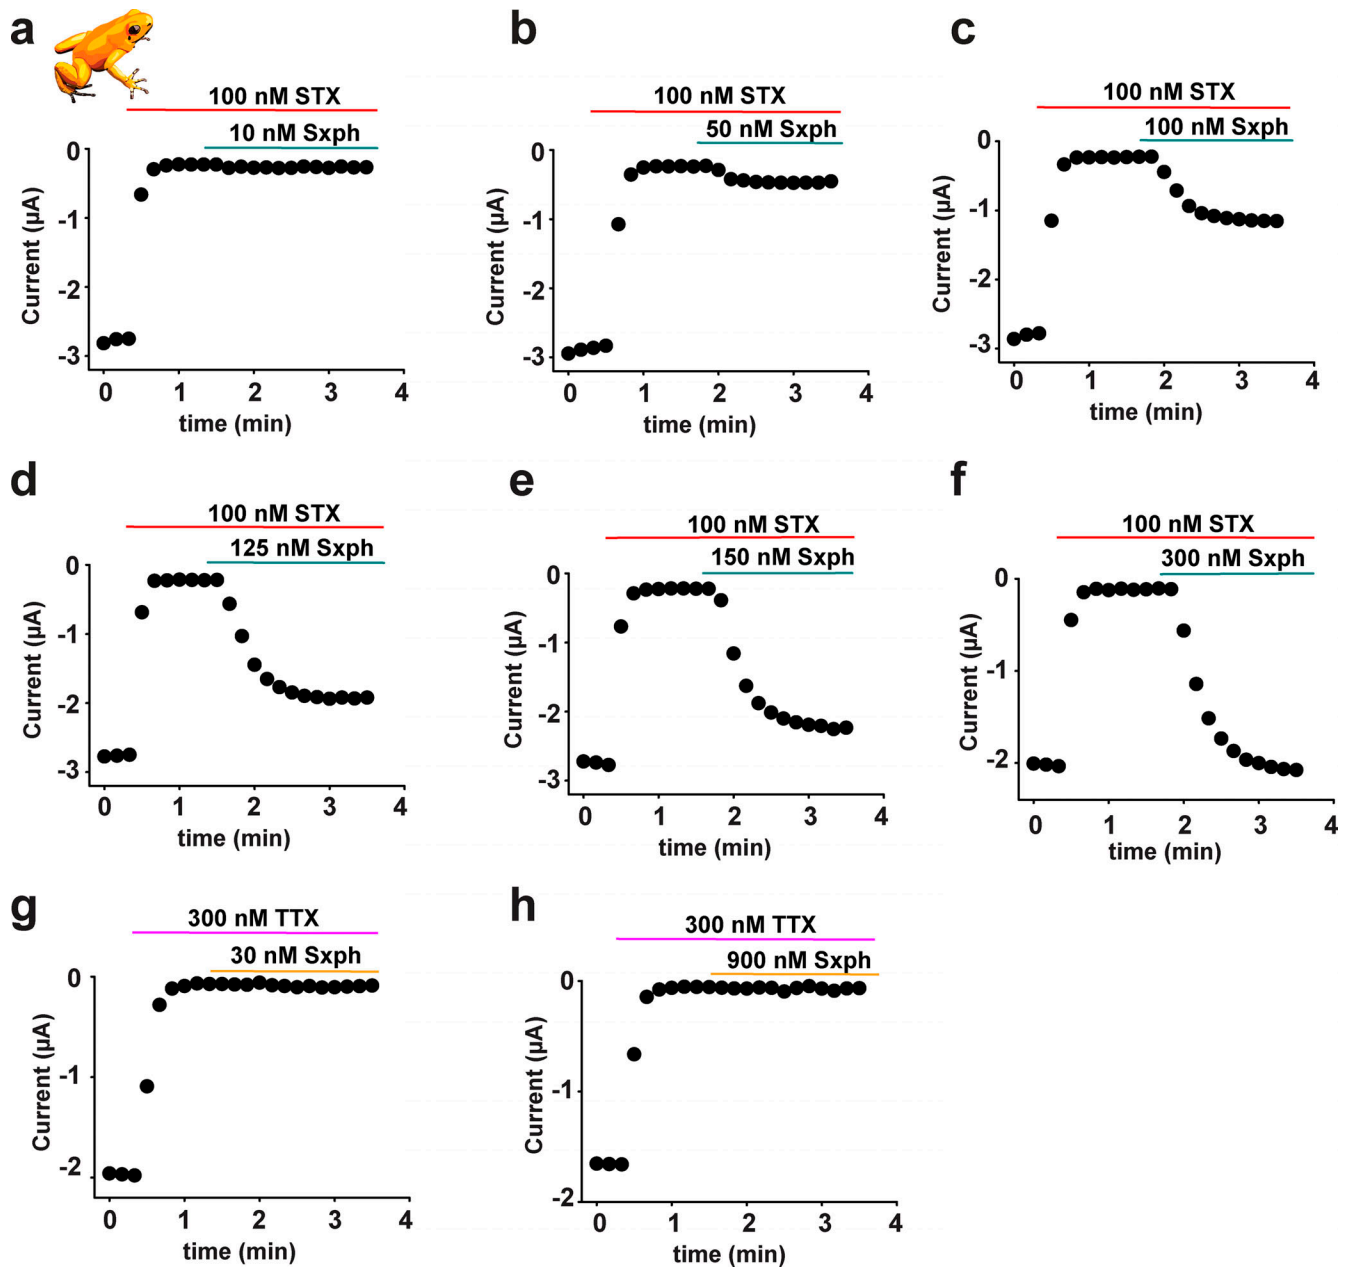 a
100 nM STX
10 nM Sxph
0
-1
-2
-3
Current (µA)
0 1 2 3 4
time (min)
b
100 nM STX
50 nM Sxph
0
-1
-2
-3
Current (µA)
0 1 2 3 4
time (min)
c
100 nM STX
100 nM Sxph
0
-1
-2
-3
Current (µA)
0 1 2 3 4
time (min)
d
100 nM STX
125 nM Sxph
0
-1
-2
-3
Current (µA)
0 1 2 3 4
time (min)
e
100 nM STX
150 nM Sxph
0
-1
-2
-3
Current (µA)
0 1 2 3 4
time (min)
f
100 nM STX
300 nM Sxph
0
-1
-2
Current (µA)
0 1 2 3 4
time (min)
g
300 nM TTX
30 nM Sxph
0
-1
-2
Current (µA)
0 1 2 3 4
time (min)
h
300 nM TTX
900 nM Sxph
0
-1
-2
Current (µA)
0 1 2 3 4
time (min)